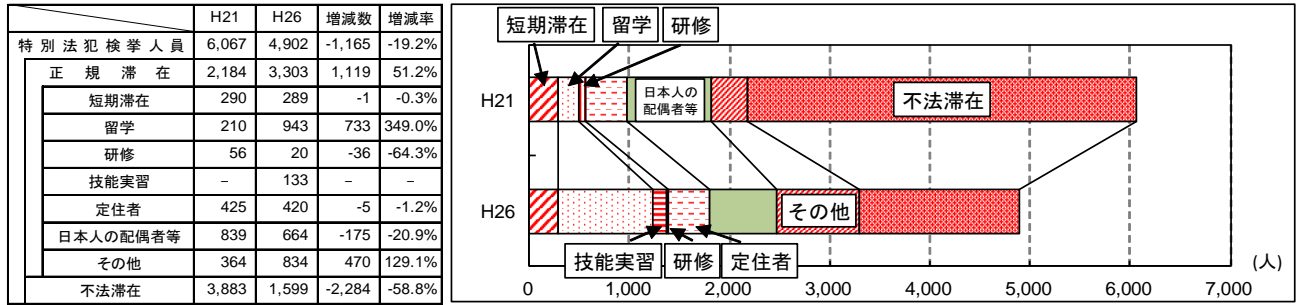 H21 H26 増減数 増減率
特別法犯検挙人員 6,067 4,902 -1,165 -19.2%
正規滞在 2,184 3,303 1,119 51.2%
短期滞在 290 289 -1 -0.3%
留学 210 943 733 349.0%
研修 56 20 -36 -64.3%
技能実習 – 133 – –
定住者 425 420 -5 -1.2%
日本人の配偶者等 839 664 -175 -20.9%
その他 364 834 470 129.1%
不法滞在 3,883 1,599 -2,284 -58.8%
短期滞在 留学 研修
H21
日本人の
配偶者等
不法滞在
H26
その他
技能実習 研修 定住者
(人)
0 1,000 2,000 3,000 4,000 5,000 6,000 7,000